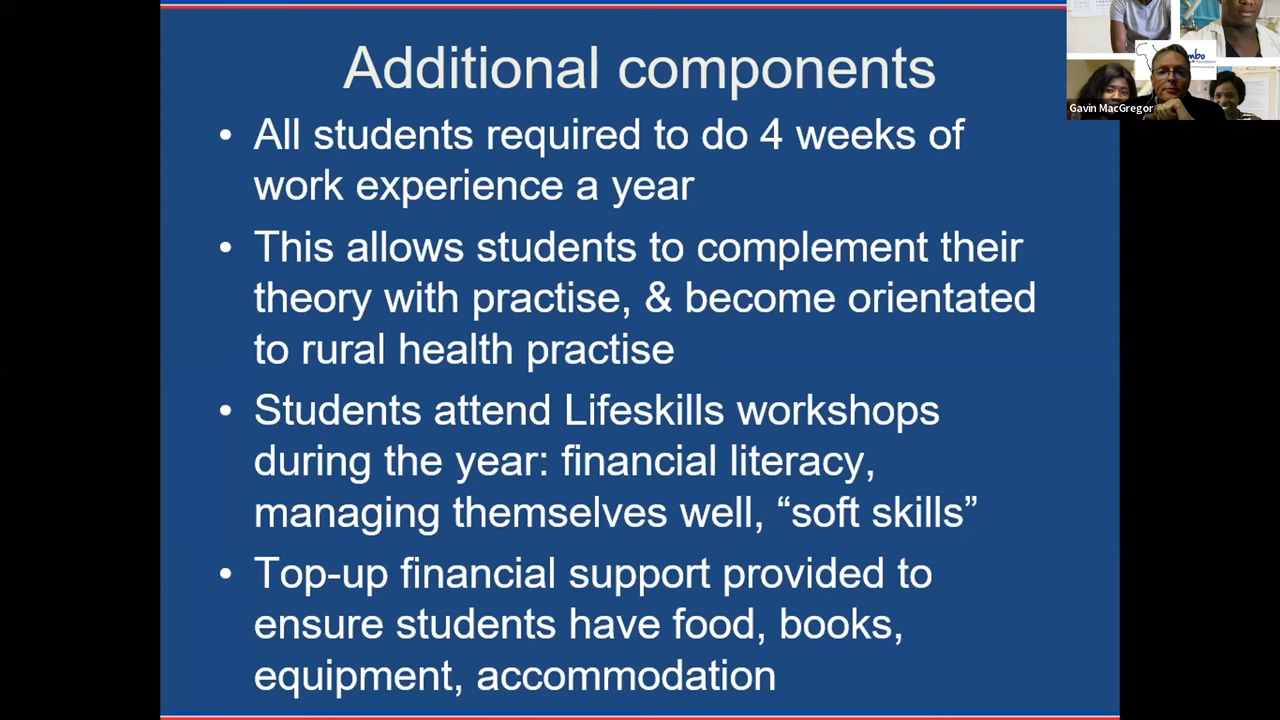 Additional components
• All students required to do 4 weeks of
work experience a year
• This allows students to complement their
theory with practise, & become orientated
to rural health practise
• Students attend Lifeskills workshops
during the year: financial literacy,
managing themselves well, “soft skills”
• Top-up financial support provided to
ensure students have food, books,
equipment, accommodation
Gavin MacGregor